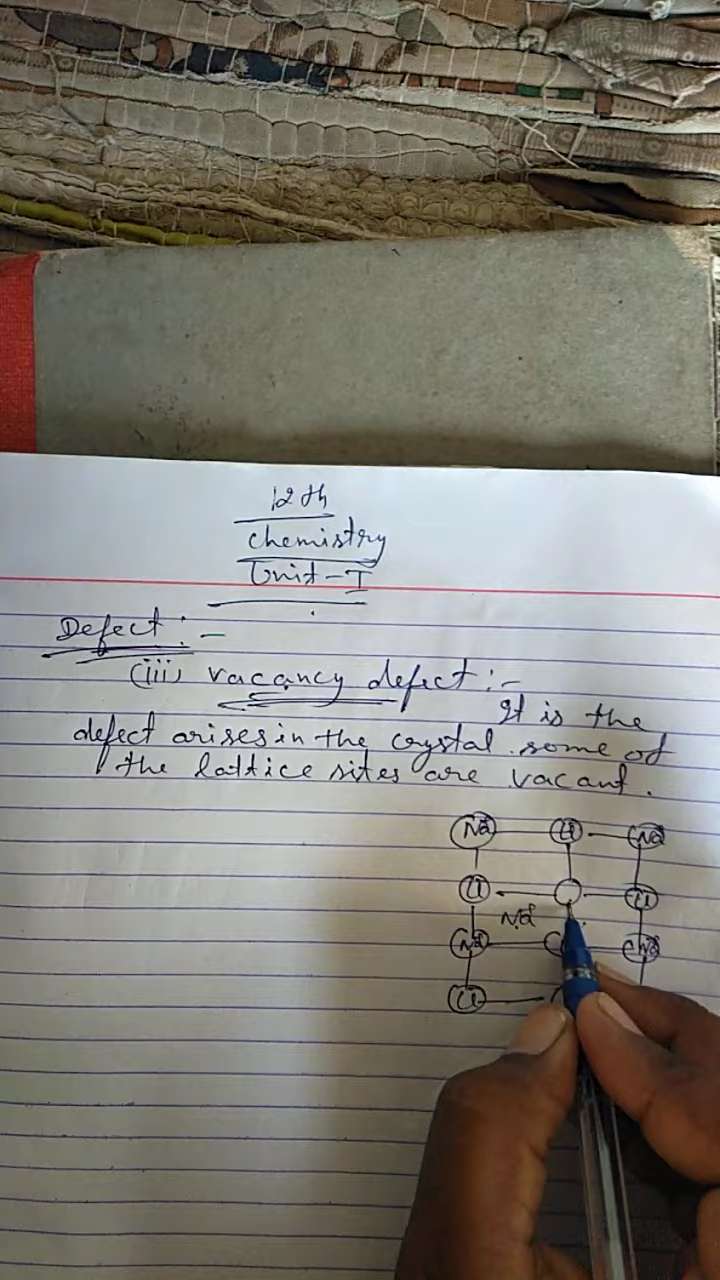 12th
Chemistry
Unit-I
Defect :-
(iii) vacancy defect :-
It is the
defect arises in the crystal some of
the lattice sites are vacant.
Na Cl Na
Cl Cl
Na
Na Na
Cl